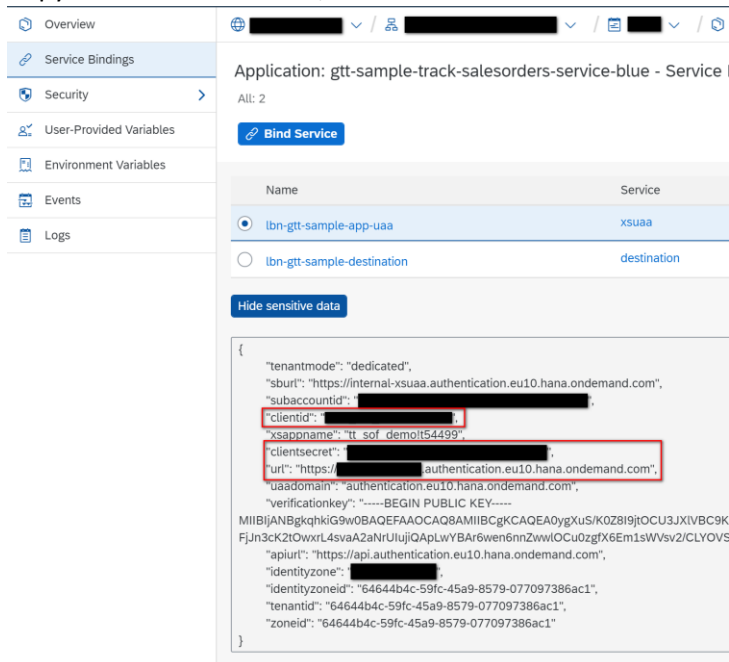 Overview
Service Bindings
Security
User-Provided Variables
Environment Variables
Events
Logs
/ / /
Application: gtt-sample-track-salesorders-service-blue - Service
All: 2
Bind Service
Name Service
lbn-gtt-sample-app-uaa xsuaa
lbn-gtt-sample-destination destination
Hide sensitive data
{
"tenantmode": "dedicated",
"sburl": "https://internal-xsuaa.authentication.eu10.hana.ondemand.com",
"subaccountid": " ",
"clientid": " ",
"xsappname": "tt_sof_demo!t54499",
"clientsecret": " ",
"url": "https:// .authentication.eu10.hana.ondemand.com",
"uaadomain": "authentication.eu10.hana.ondemand.com",
"verificationkey": "-----BEGIN PUBLIC KEY-----
MIIBIjANBgkqhkiG9w0BAQEFAAOCAQ8AMIIBCgKCAQEA0ygXuS/K0Z8I9jtOCU3JXlVBC9K
FjJn3cK2tOwxrL4svaA2aNrUIujiQApLwYBAr6wen6nnZwwlOCu0zgfX6Em1sWVsv2/CLYOVS
"apiurl": "https://api.authentication.eu10.hana.ondemand.com",
"identityzone": " ",
"identityzoneid": "64644b4c-59fc-45a9-8579-077097386ac1",
"tenantid": "64644b4c-59fc-45a9-8579-077097386ac1",
"zoneid": "64644b4c-59fc-45a9-8579-077097386ac1"
}